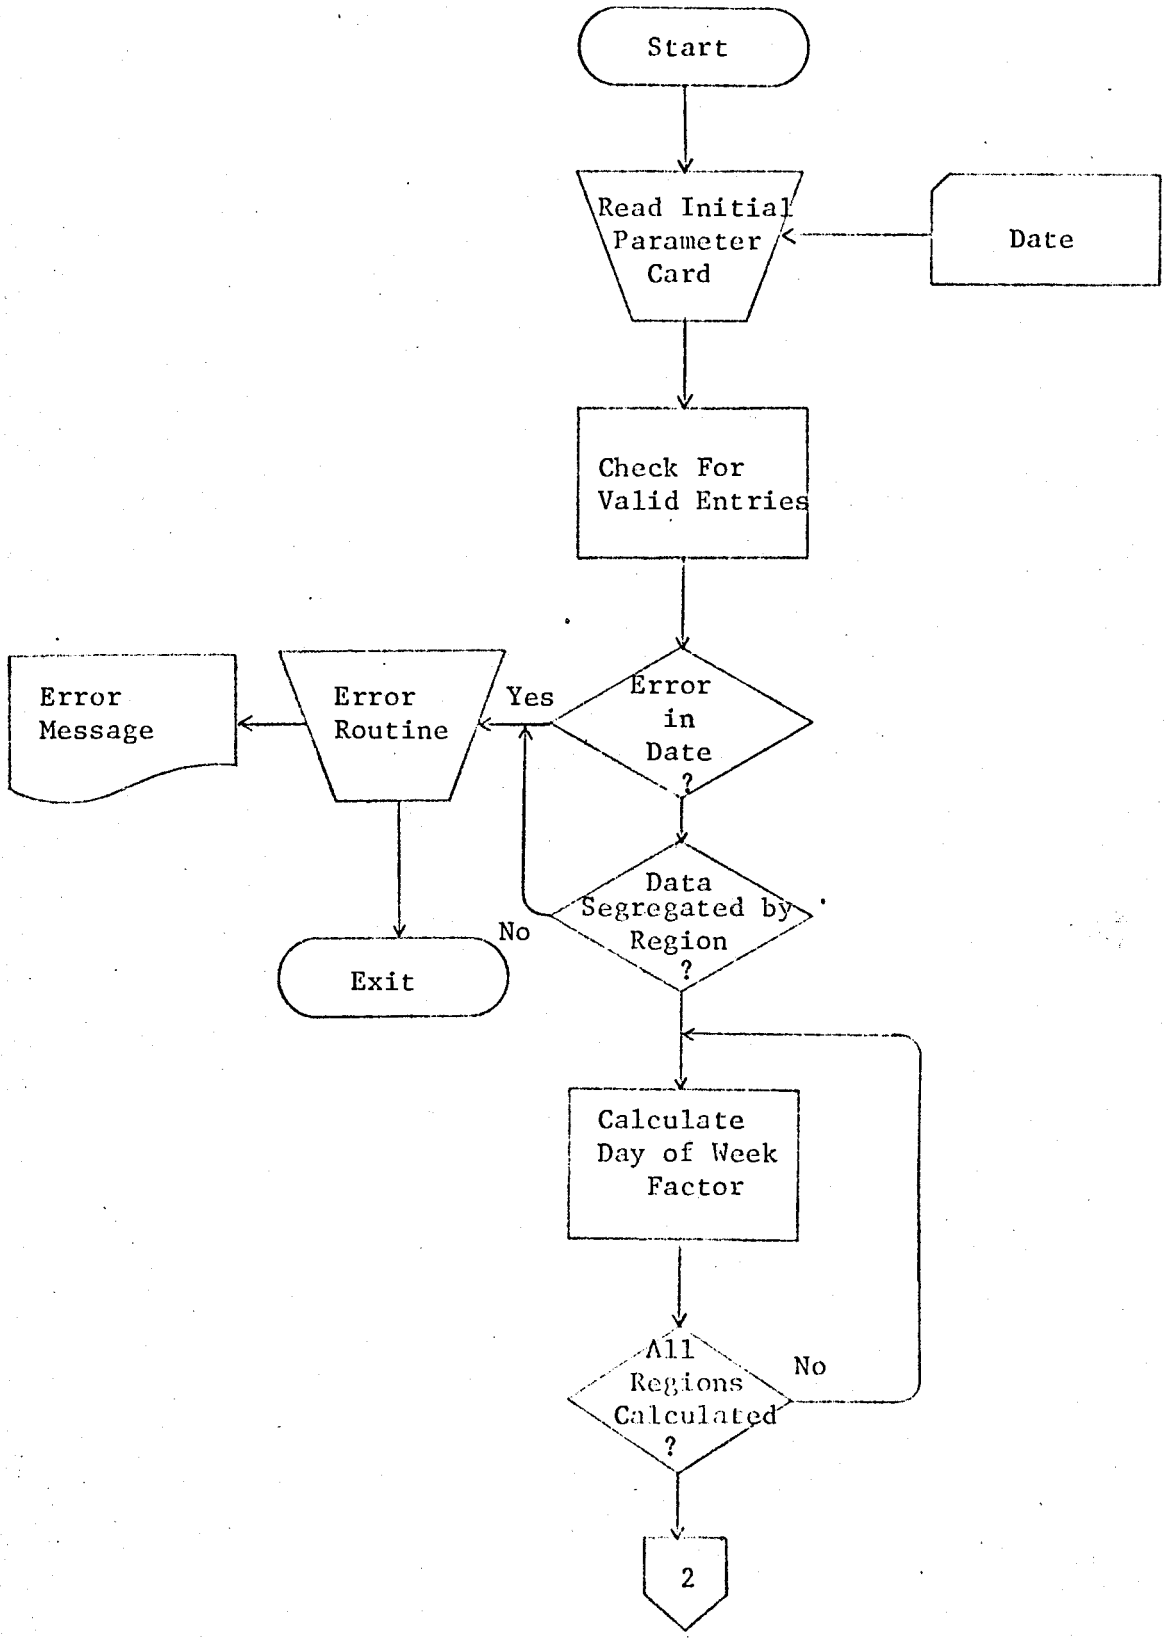 Start
Read Initial
Parameter
Card
Date
Check For
Valid Entries
Error
in
Date
?
Yes
Error
Routine
Error
Message
Data
Segregated by
Region
?
No
Exit
Calculate
Day of Week
Factor
All
Regions
Calculated
?
No
2